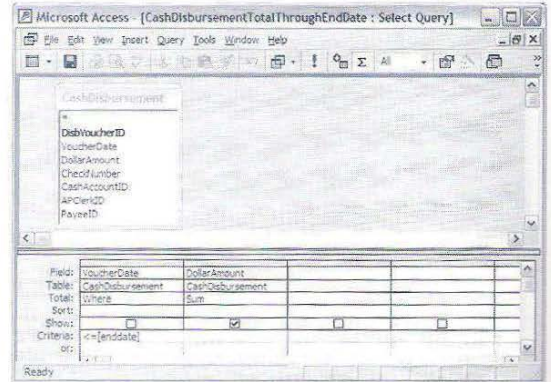 Microsoft Access - [CashDisbursementTotalThroughEndDate : Select Query]
File Edit View Insert Query Tools Window Help
Σ All
CashDisbursement
*
DisbVoucherID
VoucherDate
DollarAmount
CheckNumber
CashAccountID
APClerkID
PayeeID
Field: VoucherDate DollarAmount
Table: CashDisbursement CashDisbursement
Total: Where Sum
Sort:
Show:
Criteria: <=[enddate]
or:
Ready